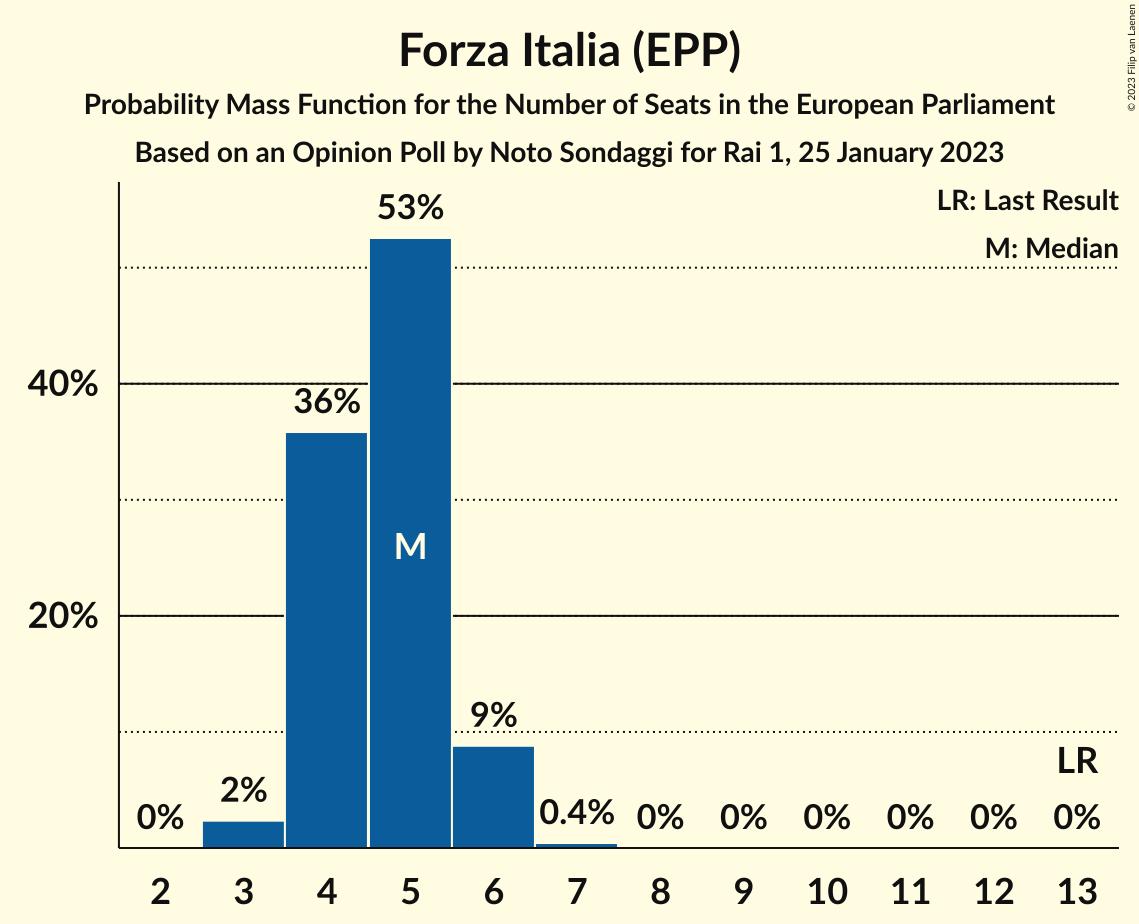 Forza Italia (EPP)
Probability Mass Function for the Number of Seats in the European Parliament
Based on an Opinion Poll by Noto Sondaggi for Rai 1, 25 January 2023
© 2023 Filip van Laenen
LR: Last Result
M: Median
53%
40%
36%
M
20%
9%
LR
2%
0% 0.4% 0% 0% 0% 0% 0% 0%
2 3 4 5 6 7 8 9 10 11 12 13